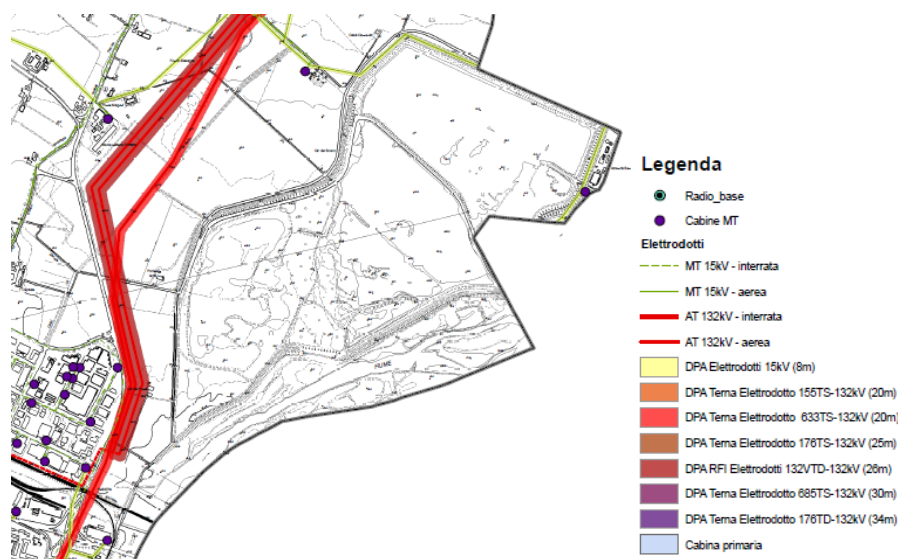 Legenda
Radio_base
Cabine MT
Elettrodotti
MT 15kV - interrata
MT 15kV - aerea
AT 132kV - interrata
AT 132kV - aerea
DPA Elettrodotti 15kV (8m)
DPA Terna Elettrodotto 155TS-132kV (20m)
DPA Terna Elettrodotto 633TS-132kV (20m)
DPA Terna Elettrodotto 176TS-132kV (25m)
DPA RFI Elettrodotti 132VTD-132kV (26m)
DPA Terna Elettrodotto 685TS-132kV (30m)
DPA Terna Elettrodotto 176TD-132kV (34m)
Cabina primaria
FIUME